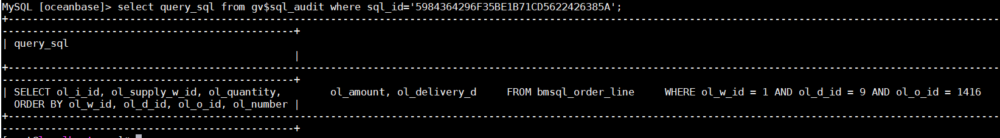 MySQL [oceanbase]> select query_sql from gv$sql_audit where sql_id='5984364296F35BE1B71CD5622426385A';
+------------------------------------------------------------------------------------------------------------------------------------------------------------------
------------------------------------------------+
| query_sql
                                                |
+------------------------------------------------------------------------------------------------------------------------------------------------------------------
------------------------------------------------+
| SELECT ol_i_id, ol_supply_w_id, ol_quantity,        ol_amount, ol_delivery_d     FROM bmsql_order_line     WHERE ol_w_id = 1 AND ol_d_id = 9 AND ol_o_id = 1416
  ORDER BY ol_w_id, ol_d_id, ol_o_id, ol_number |
+------------------------------------------------------------------------------------------------------------------------------------------------------------------
------------------------------------------------+